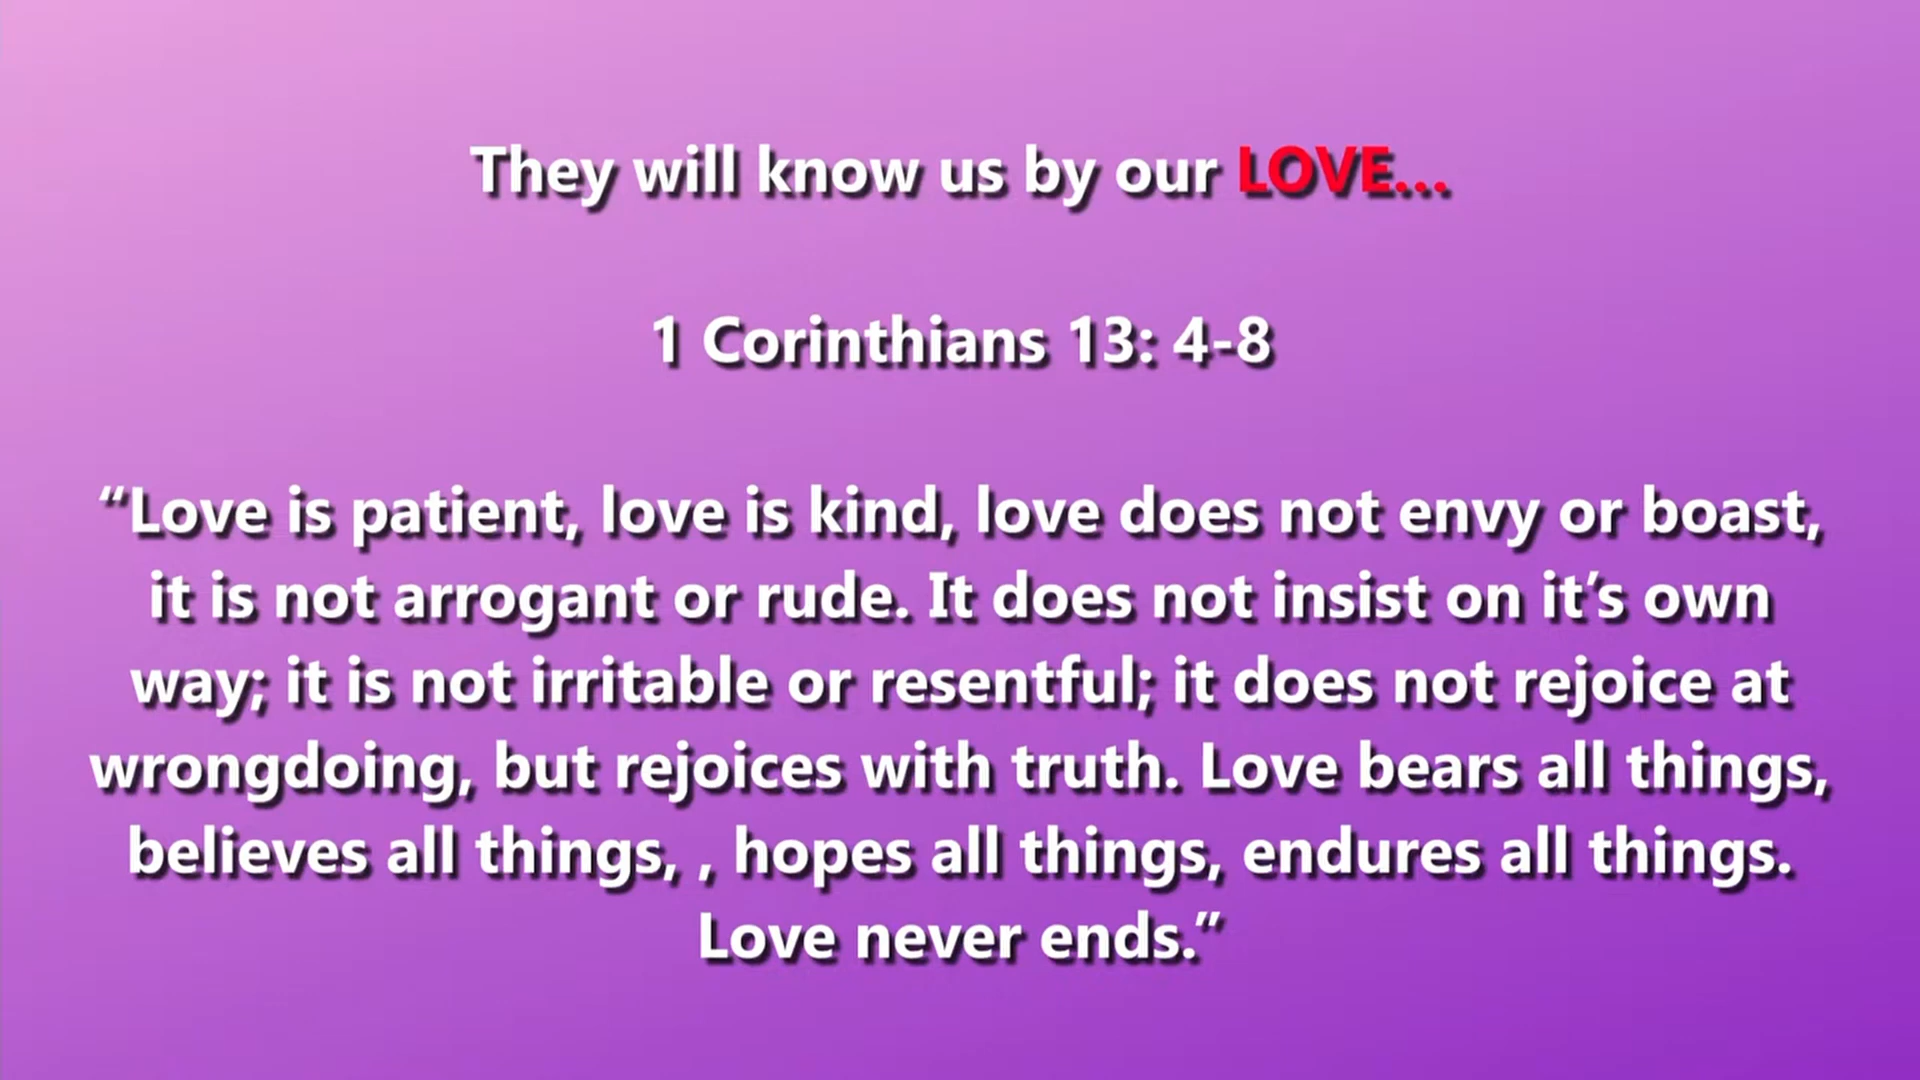 They will know us by our LOVE...
1 Corinthians 13: 4-8
“Love is patient, love is kind, love does not envy or boast,
it is not arrogant or rude. It does not insist on it’s own
way; it is not irritable or resentful; it does not rejoice at
wrongdoing, but rejoices with truth. Love bears all things,
believes all things, , hopes all things, endures all things.
Love never ends.”